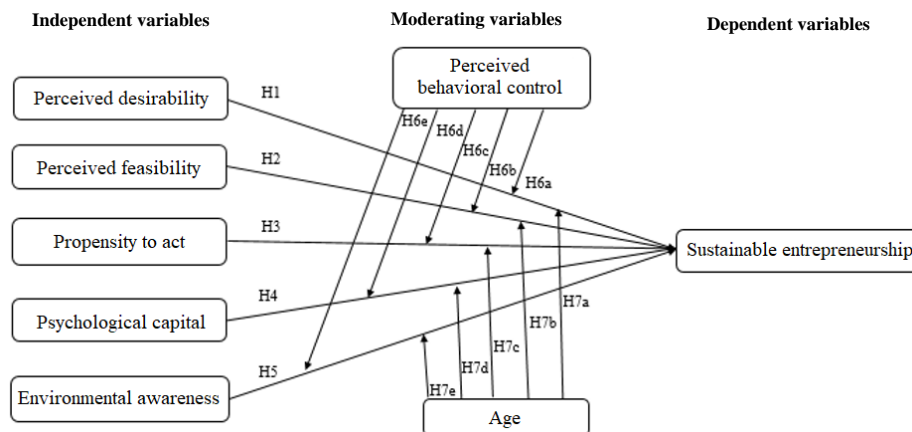 Independent variables
Moderating variables
Dependent variables
Perceived
behavioral control
Perceived desirability
H1
H6e
H6d
H6c
H6b
H6a
Perceived feasibility
H2
Propensity to act
H3
Sustainable entrepreneurship
Psychological capital
H4
H7a
H7b
H7c
H7d
H7e
Environmental awareness
H5
Age